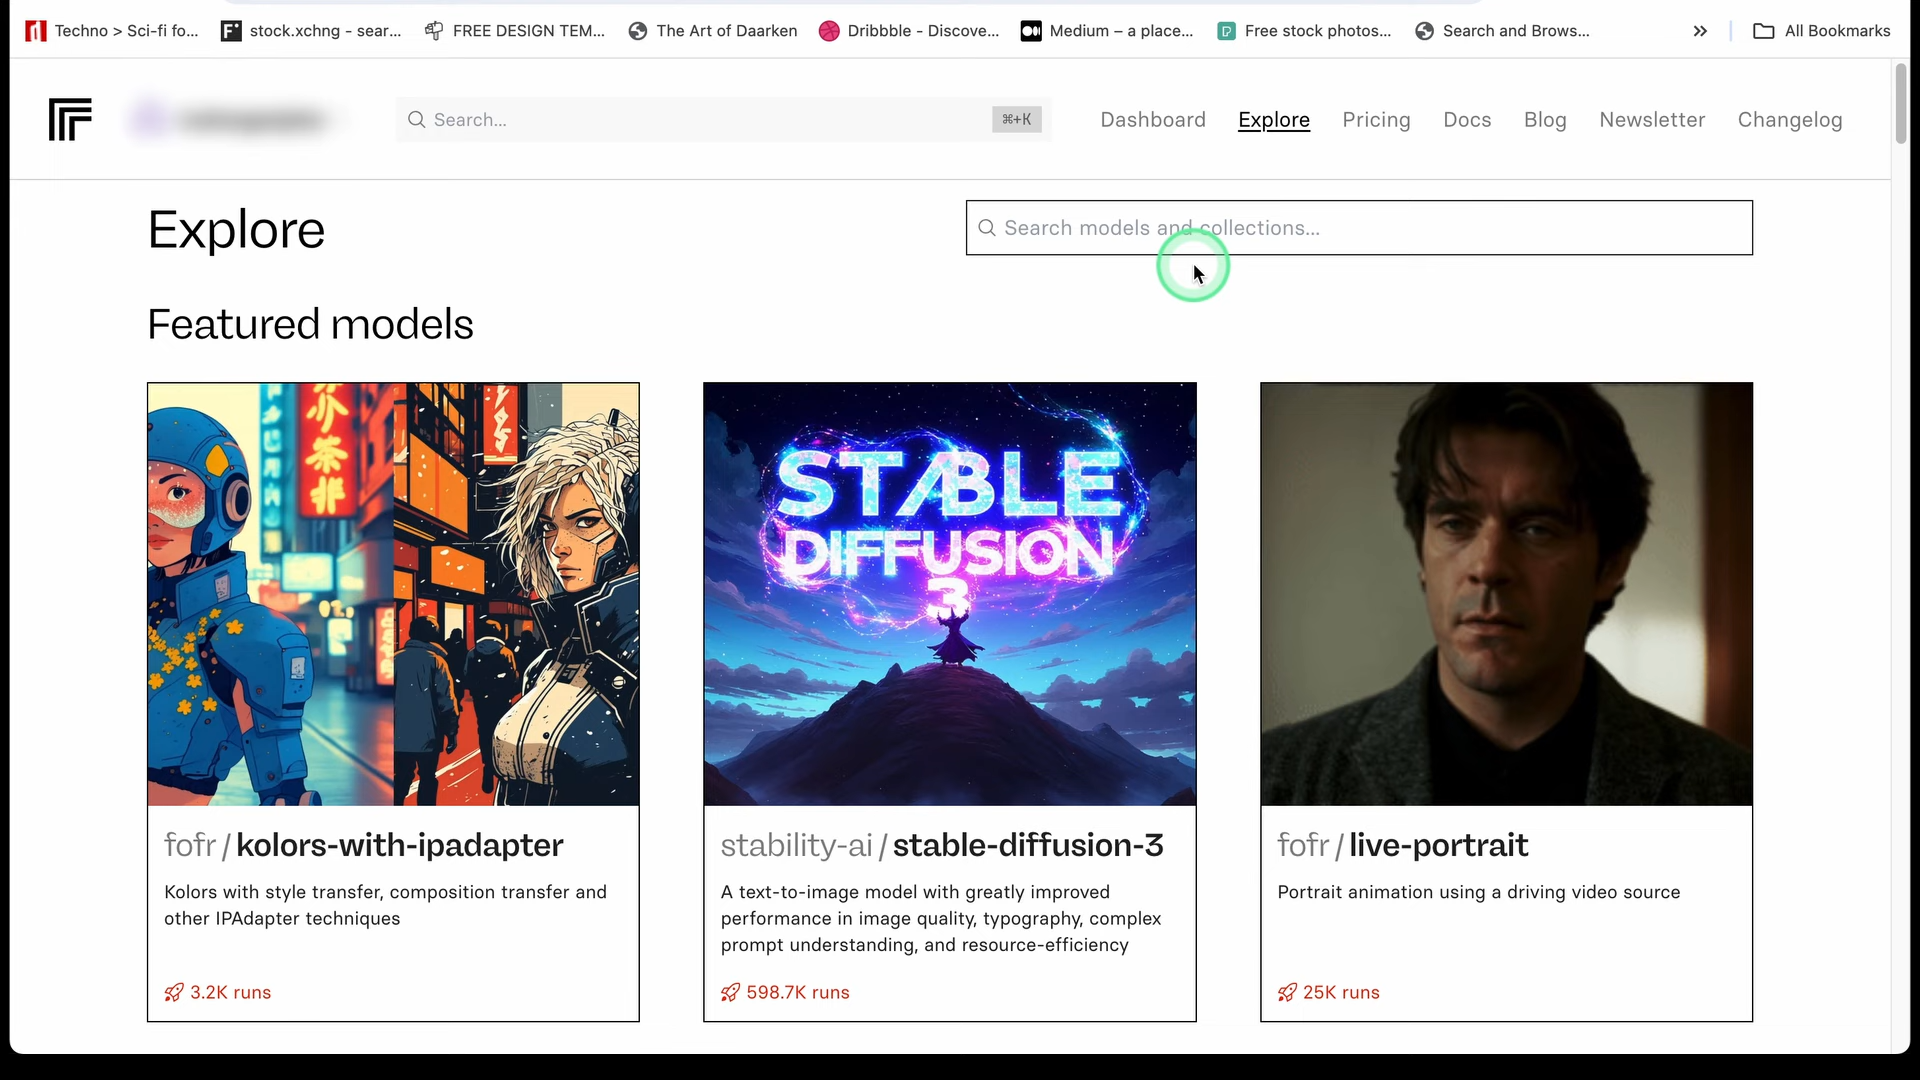 Techno > Sci-fi fo...
stock.xchng - sear...
FREE DESIGN TEM...
The Art of Daarken
Dribbble - Discove...
Medium – a place...
Free stock photos...
Search and Brows...
All Bookmarks
Search...
⌘+K
Dashboard
Explore
Pricing
Docs
Blog
Newsletter
Changelog
Explore
Search models and collections...
Featured models
STABLE
DIFFUSION
3
fofr / kolors-with-ipadapter
Kolors with style transfer, composition transfer and
other IPAdapter techniques
3.2K runs
stability-ai / stable-diffusion-3
A text-to-image model with greatly improved
performance in image quality, typography, complex
prompt understanding, and resource-efficiency
598.7K runs
fofr / live-portrait
Portrait animation using a driving video source
25K runs